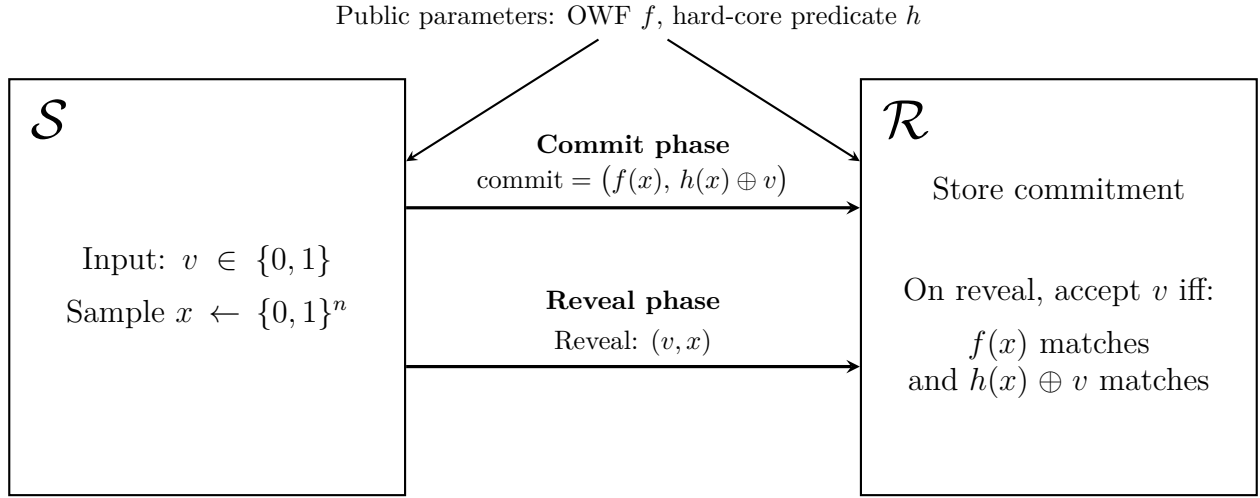 Public parameters: OWF f, hard-core predicate h
𝒮
Input: v ∈ {0, 1}
Sample x ← {0, 1}ⁿ
Commit phase
commit = (f(x), h(x) ⊕ v)
Reveal phase
Reveal: (v, x)
ℛ
Store commitment
On reveal, accept v iff:
f(x) matches
and h(x) ⊕ v matches